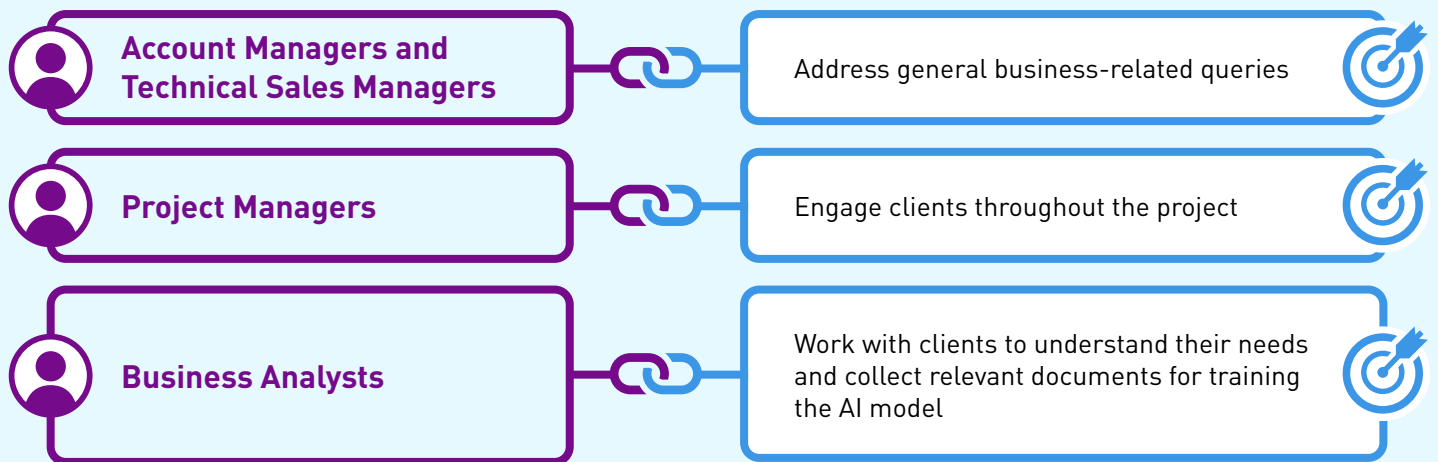 Account Managers and
Technical Sales Managers
Address general business-related queries
Project Managers
Engage clients throughout the project
Business Analysts
Work with clients to understand their needs
and collect relevant documents for training
the AI model